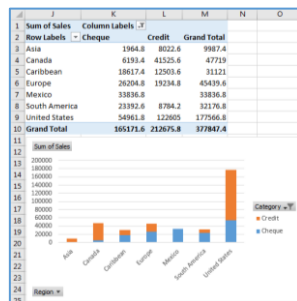 J K L M N O
1 Sum of Sales Column Labels
2 Row Labels Cheque Credit Grand Total
3 Asia 1964.8 8022.6 9987.4
4 Canada 6193.4 41525.6 47719
5 Caribbean 18617.4 12503.6 31121
6 Europe 26204.8 19234.8 45439.6
7 Mexico 33836.8 33836.8
8 South America 23392.6 8784.2 32176.8
9 United States 54961.8 122605 177566.8
10 Grand Total 165171.6 212675.8 377847.4
11
12 Sum of Sales
13 200000
14 180000
160000
15 140000
16 120000
17 100000
80000
18 60000
19 40000
20 20000
0
21 Asia Canada Caribbean Europe Mexico South America United States
22
23
24 Region
25
Category
Credit
Cheque